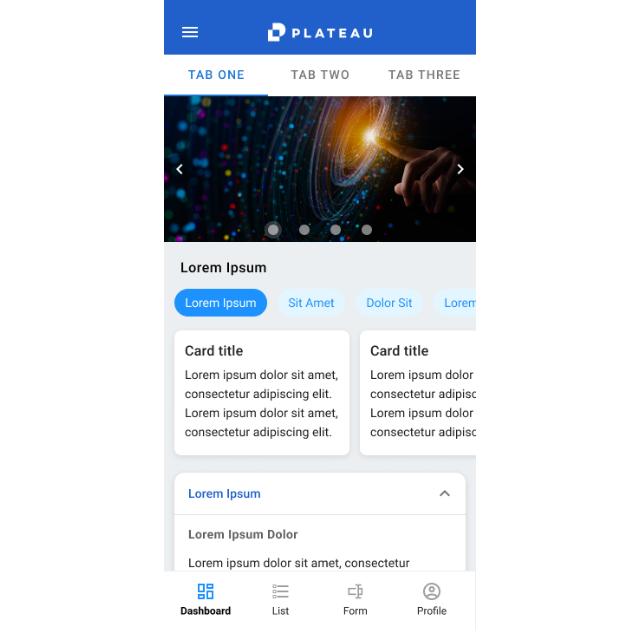 PLATEAU
TAB ONE TAB TWO TAB THREE
Lorem Ipsum
Lorem Ipsum Sit Amet Dolor Sit Lorem
Card title
Lorem ipsum dolor sit amet,
consectetur adipiscing elit.
Lorem ipsum dolor sit amet,
consectetur adipiscing elit.
Card title
Lorem ipsum dolor
consectetur adipisc
Lorem ipsum dolor
consectetur adipisc
Lorem Ipsum
Lorem Ipsum Dolor
Lorem ipsum dolor sit amet, consectetur
Dashboard List Form Profile